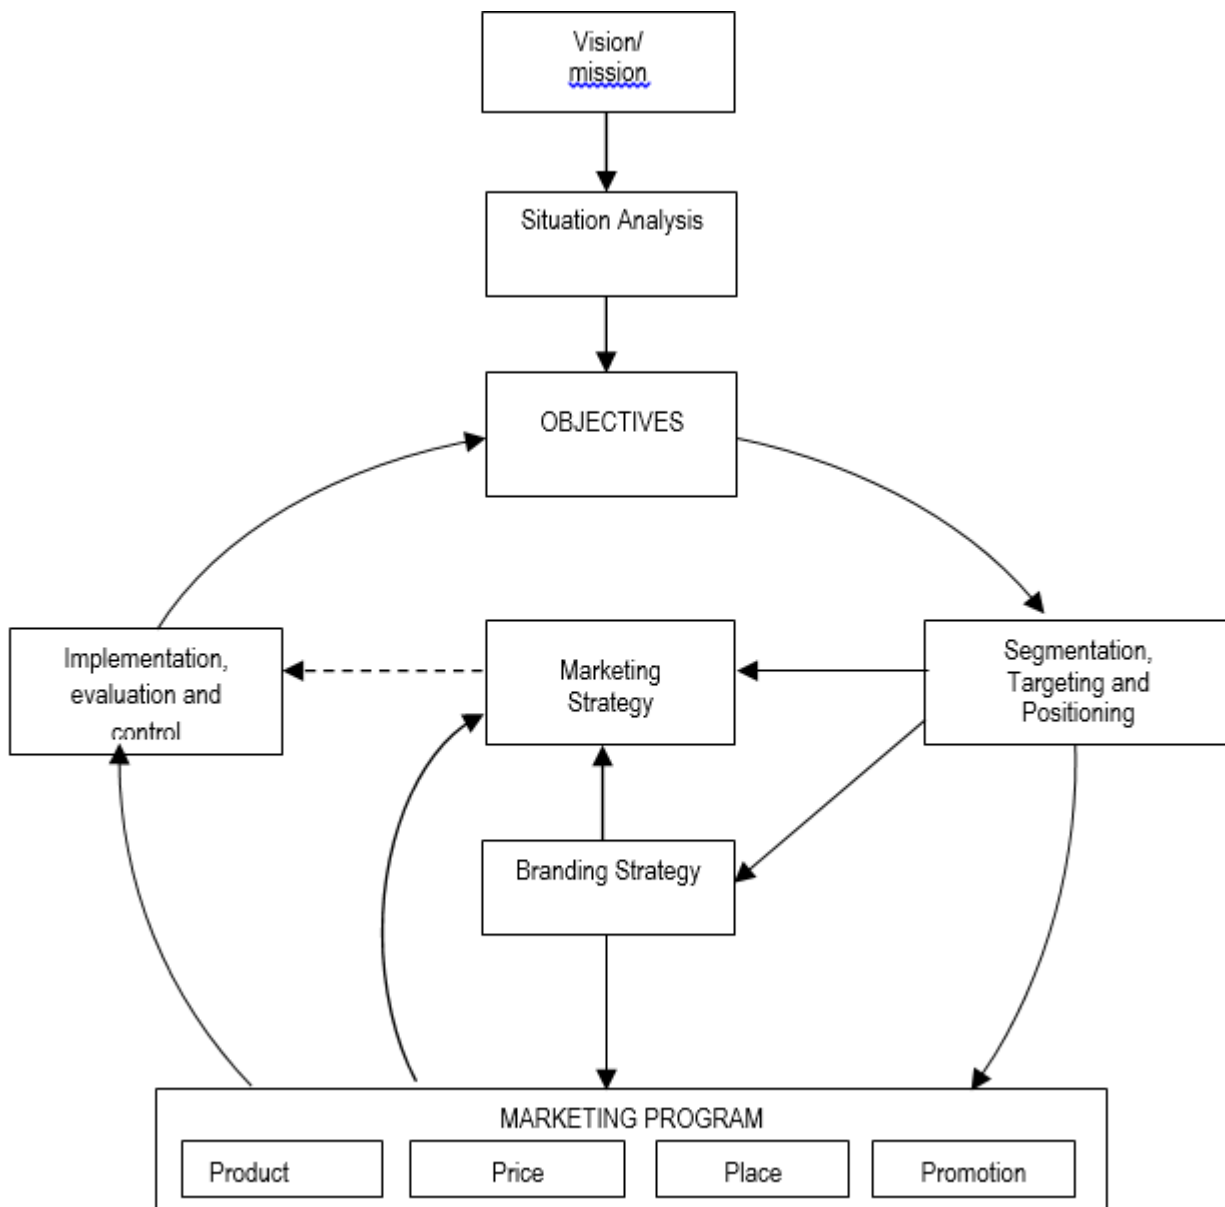 Vision/
mission
Situation Analysis
OBJECTIVES
Implementation,
evaluation and
control
Marketing
Strategy
Segmentation,
Targeting and
Positioning
Branding Strategy
MARKETING PROGRAM
Product
Price
Place
Promotion